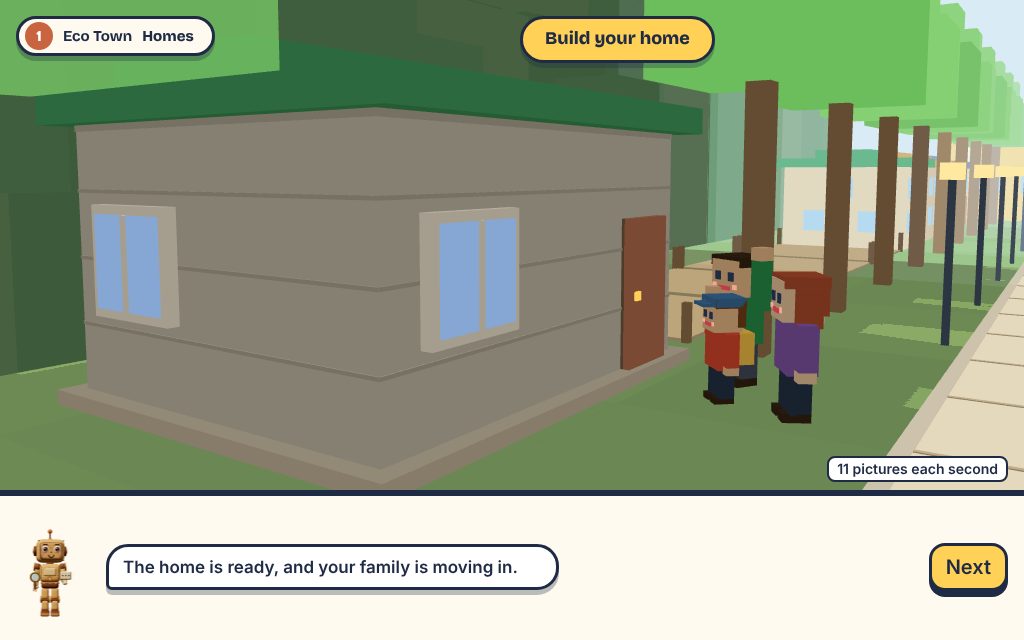 1 Eco Town Homes
Build your home
11 pictures each second
The home is ready, and your family is moving in.
Next